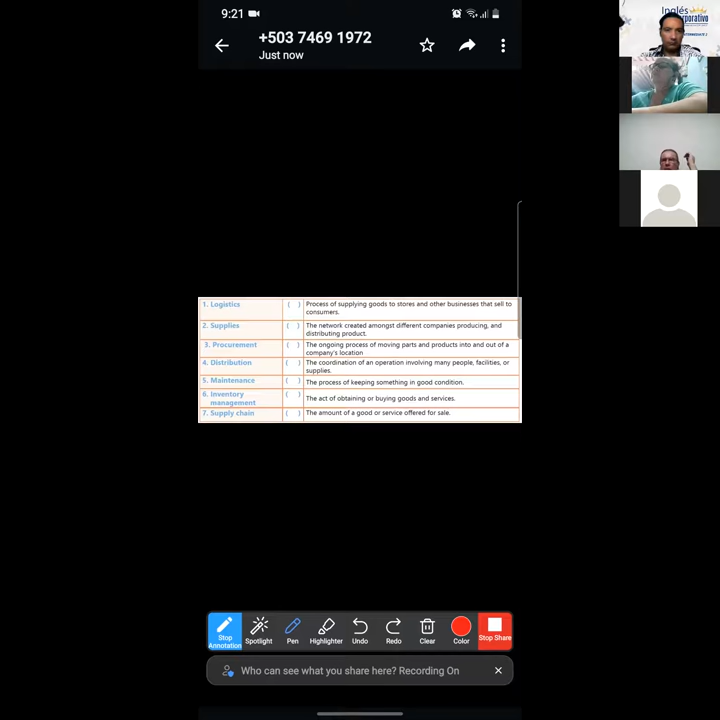 9:21
+503 7469 1972
Just now
Inglés
corporativo
INTERMEDIATE 2
1. Logistics ( ) Process of supplying goods to stores and other businesses that sell to
consumers.
2. Supplies ( ) The network created amongst different companies producing, and
distributing product.
3. Procurement ( ) The ongoing process of moving parts and products into and out of a
company's location
4. Distribution ( ) The coordination of an operation involving many people, facilities, or
supplies.
5. Maintenance ( ) The process of keeping something in good condition.
6. Inventory
management ( ) The act of obtaining or buying goods and services.
7. Supply chain ( ) The amount of a good or service offered for sale.
Stop
Annotation
Spotlight
Pen
Highlighter
Undo
Redo
Clear
Color
Stop Share
Who can see what you share here? Recording On